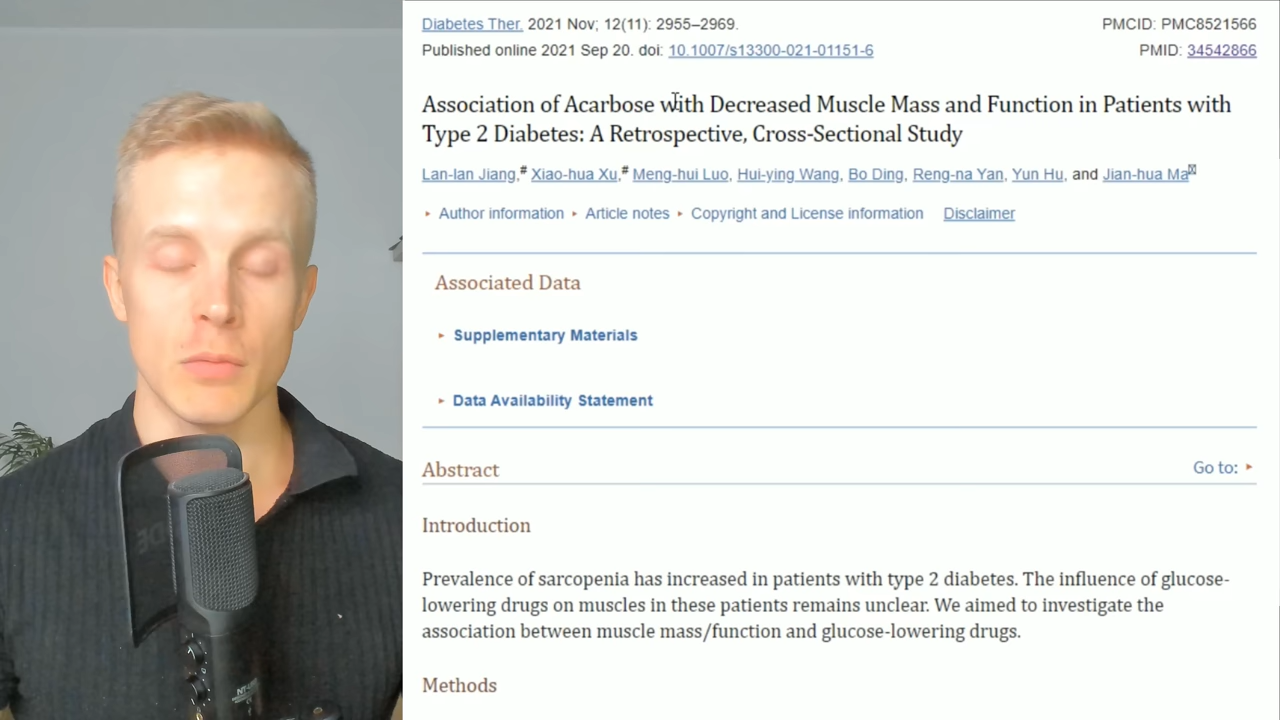 Diabetes Ther. 2021 Nov; 12(11): 2955–2969.
PMCID: PMC8521566
Published online 2021 Sep 20. doi: 10.1007/s13300-021-01151-6
PMID: 34542866
Association of Acarbose with Decreased Muscle Mass and Function in Patients with
Type 2 Diabetes: A Retrospective, Cross-Sectional Study
Lan-lan Jiang,# Xiao-hua Xu,# Meng-hui Luo, Hui-ying Wang, Bo Ding, Reng-na Yan, Yun Hu, and Jian-hua Ma
Author information Article notes Copyright and License information Disclaimer
Associated Data
Supplementary Materials
Data Availability Statement
Abstract
Go to:
Introduction
Prevalence of sarcopenia has increased in patients with type 2 diabetes. The influence of glucose-
lowering drugs on muscles in these patients remains unclear. We aimed to investigate the
association between muscle mass/function and glucose-lowering drugs.
Methods